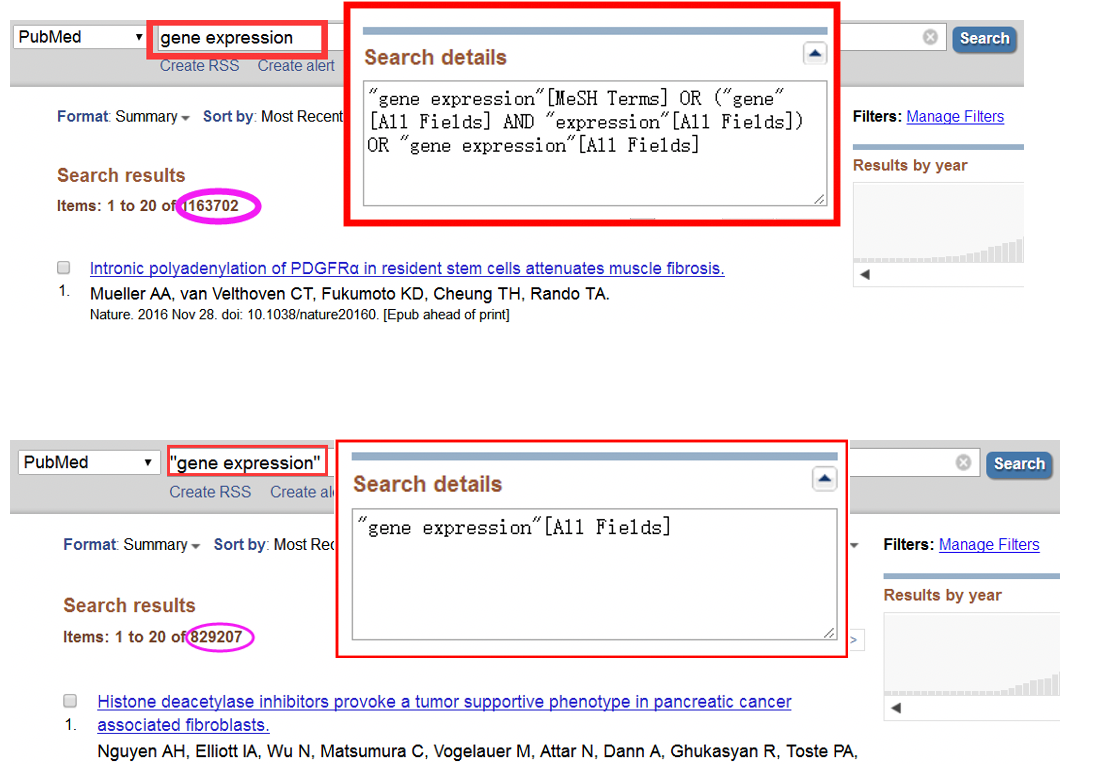 PubMed
gene expression
Search
Create RSS Create alert
Search details
"gene expression"[MeSH Terms] OR ("gene"
[All Fields] AND "expression"[All Fields])
OR "gene expression"[All Fields]
Format: Summary Sort by: Most Recent
Filters: Manage Filters
Search results
Items: 1 to 20 of 1163702
Results by year
Intronic polyadenylation of PDGFRα in resident stem cells attenuates muscle fibrosis.
1. Mueller AA, van Velthoven CT, Fukumoto KD, Cheung TH, Rando TA.
Nature. 2016 Nov 28. doi: 10.1038/nature20160. [Epub ahead of print]
PubMed
"gene expression"
Search
Create RSS Create al
Search details
"gene expression"[All Fields]
Format: Summary Sort by: Most Rec
Filters: Manage Filters
Search results
Items: 1 to 20 of 829207
>
Results by year
Histone deacetylase inhibitors provoke a tumor supportive phenotype in pancreatic cancer
1. associated fibroblasts.
Nguyen AH, Elliott IA, Wu N, Matsumura C, Vogelauer M, Attar N, Dann A, Ghukasyan R, Toste PA,